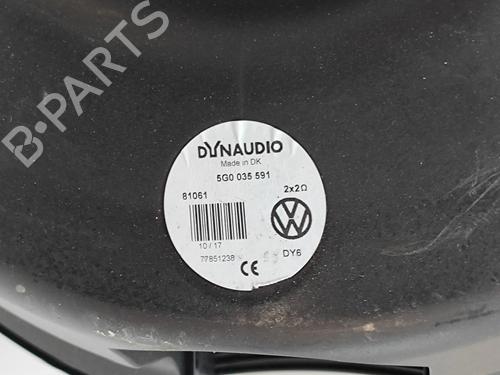 B-PARTS
DYNAUDIO
Made in DK
5G0 035 591
81061
2x2Ω
10 / 17
77851238
DY6
CE